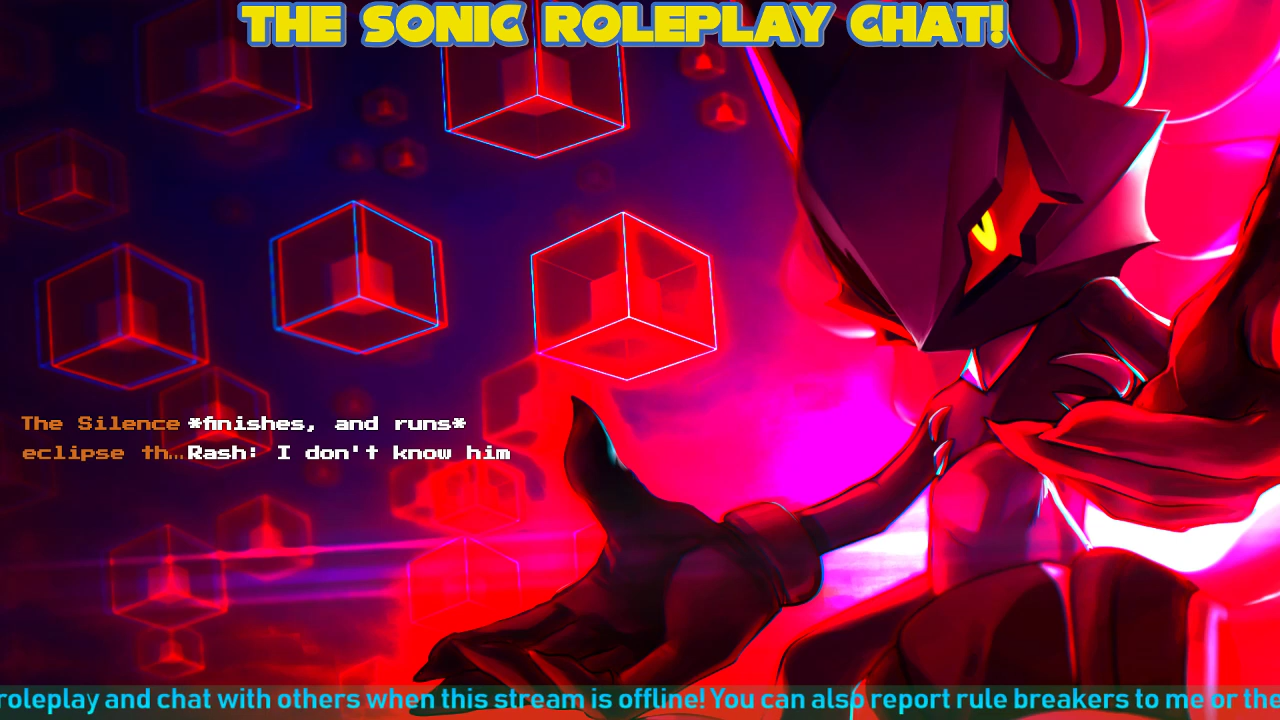 THE SONIC ROLEPLAY CHAT!
The Silence *finishes, and runs*
eclipse th... Rash: I don't know him
roleplay and chat with others when this stream is offline! You can also report rule breakers to me or the